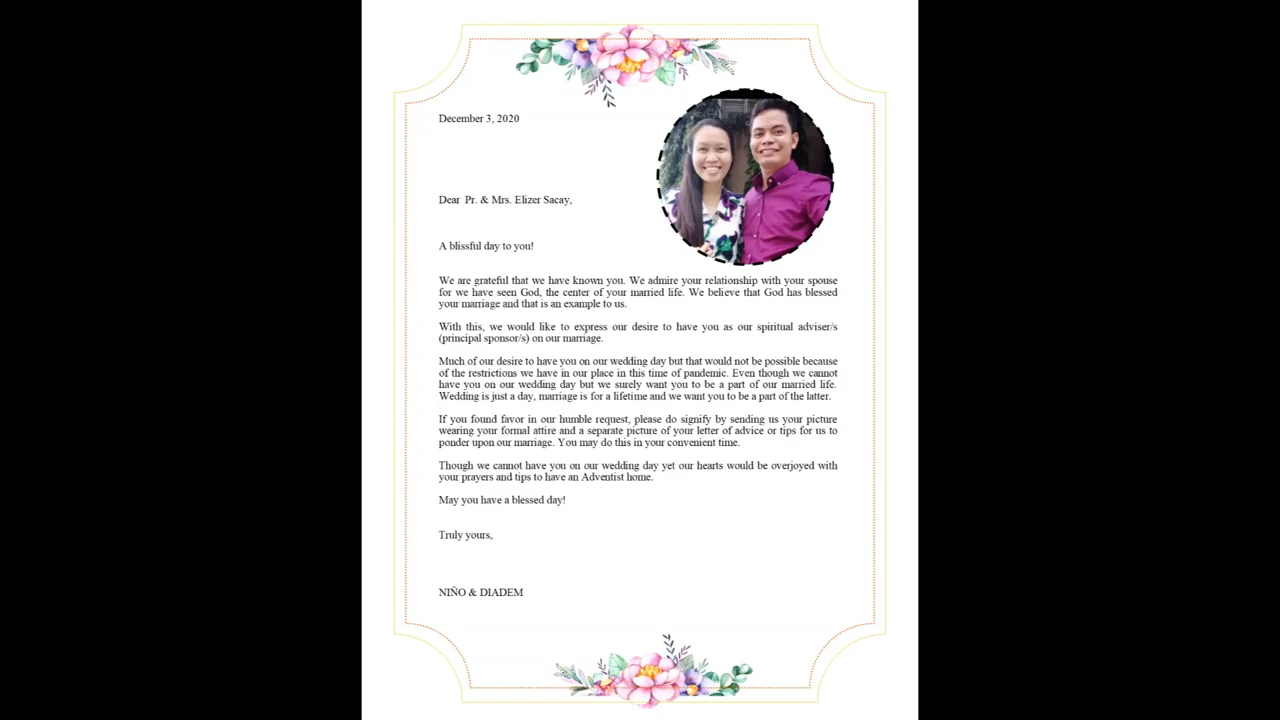 December 3, 2020
Dear Pr. & Mrs. Elizer Sacay,
A blissful day to you!
We are grateful that we have known you. We admire your relationship with your spouse
for we have seen God, the center of your married life. We believe that God has blessed
your marriage and that is an example to us.
With this, we would like to express our desire to have you as our spiritual adviser/s
(principal sponsor/s) on our marriage.
Much of our desire to have you on our wedding day but that would not be possible because
of the restrictions we have in our place in this time of pandemic. Even though we cannot
have you on our wedding day but we surely want you to be a part of our married life.
Wedding is just a day, marriage is for a lifetime and we want you to be a part of the latter.
If you found favor in our humble request, please do signify by sending us your picture
wearing your formal attire and a separate picture of your letter of advice or tips for us to
ponder upon our marriage. You may do this in your convenient time.
Though we cannot have you on our wedding day yet our hearts would be overjoyed with
your prayers and tips to have an Adventist home.
May you have a blessed day!
Truly yours,
NIÑO & DIADEM